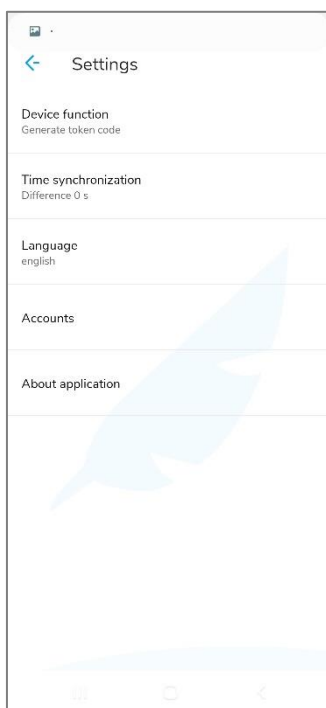 Settings
Device function
Generate token code
Time synchronization
Difference 0 s
Language
english
Accounts
About application